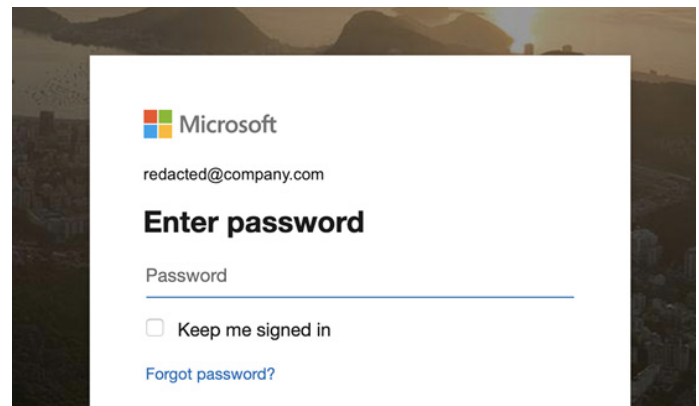 Microsoft
redacted@company.com
Enter password
Password
Keep me signed in
Forgot password?